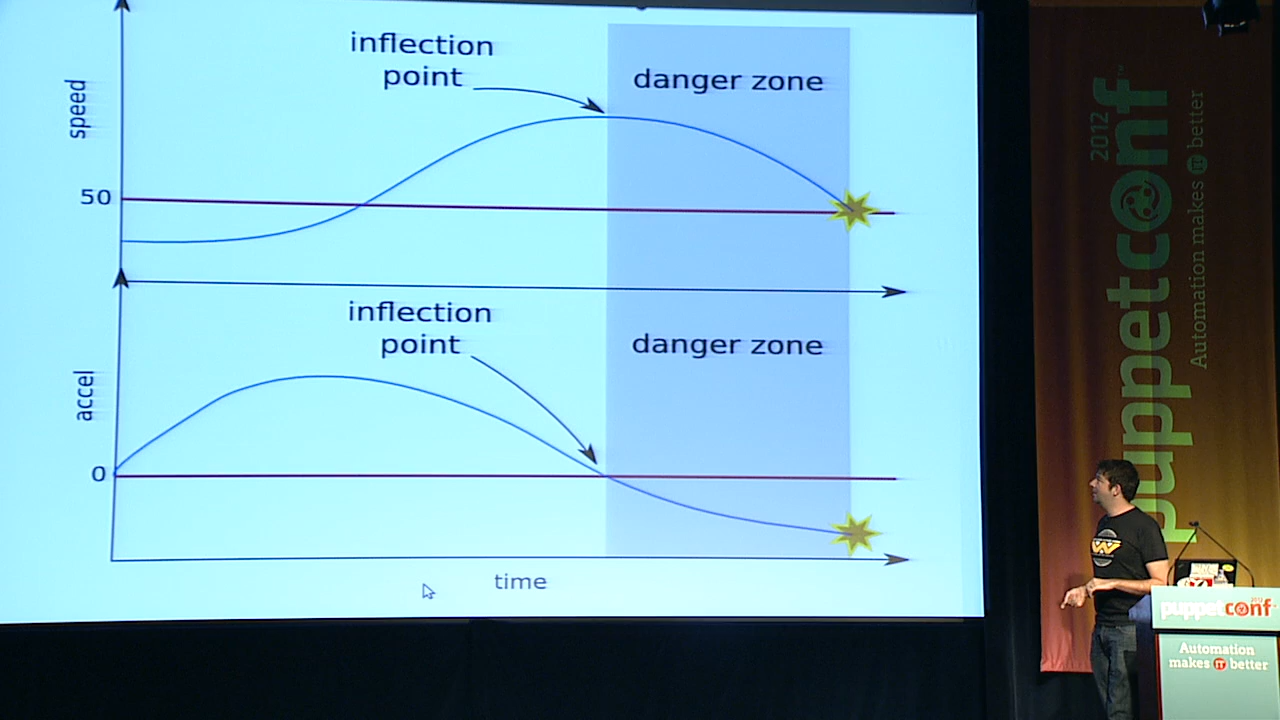 inflection
point
danger zone
speed
50
inflection
point
danger zone
accel
0
time
puppetconf
2012
Automation makes IT better
puppetconf
2012
Automation
makes IT better